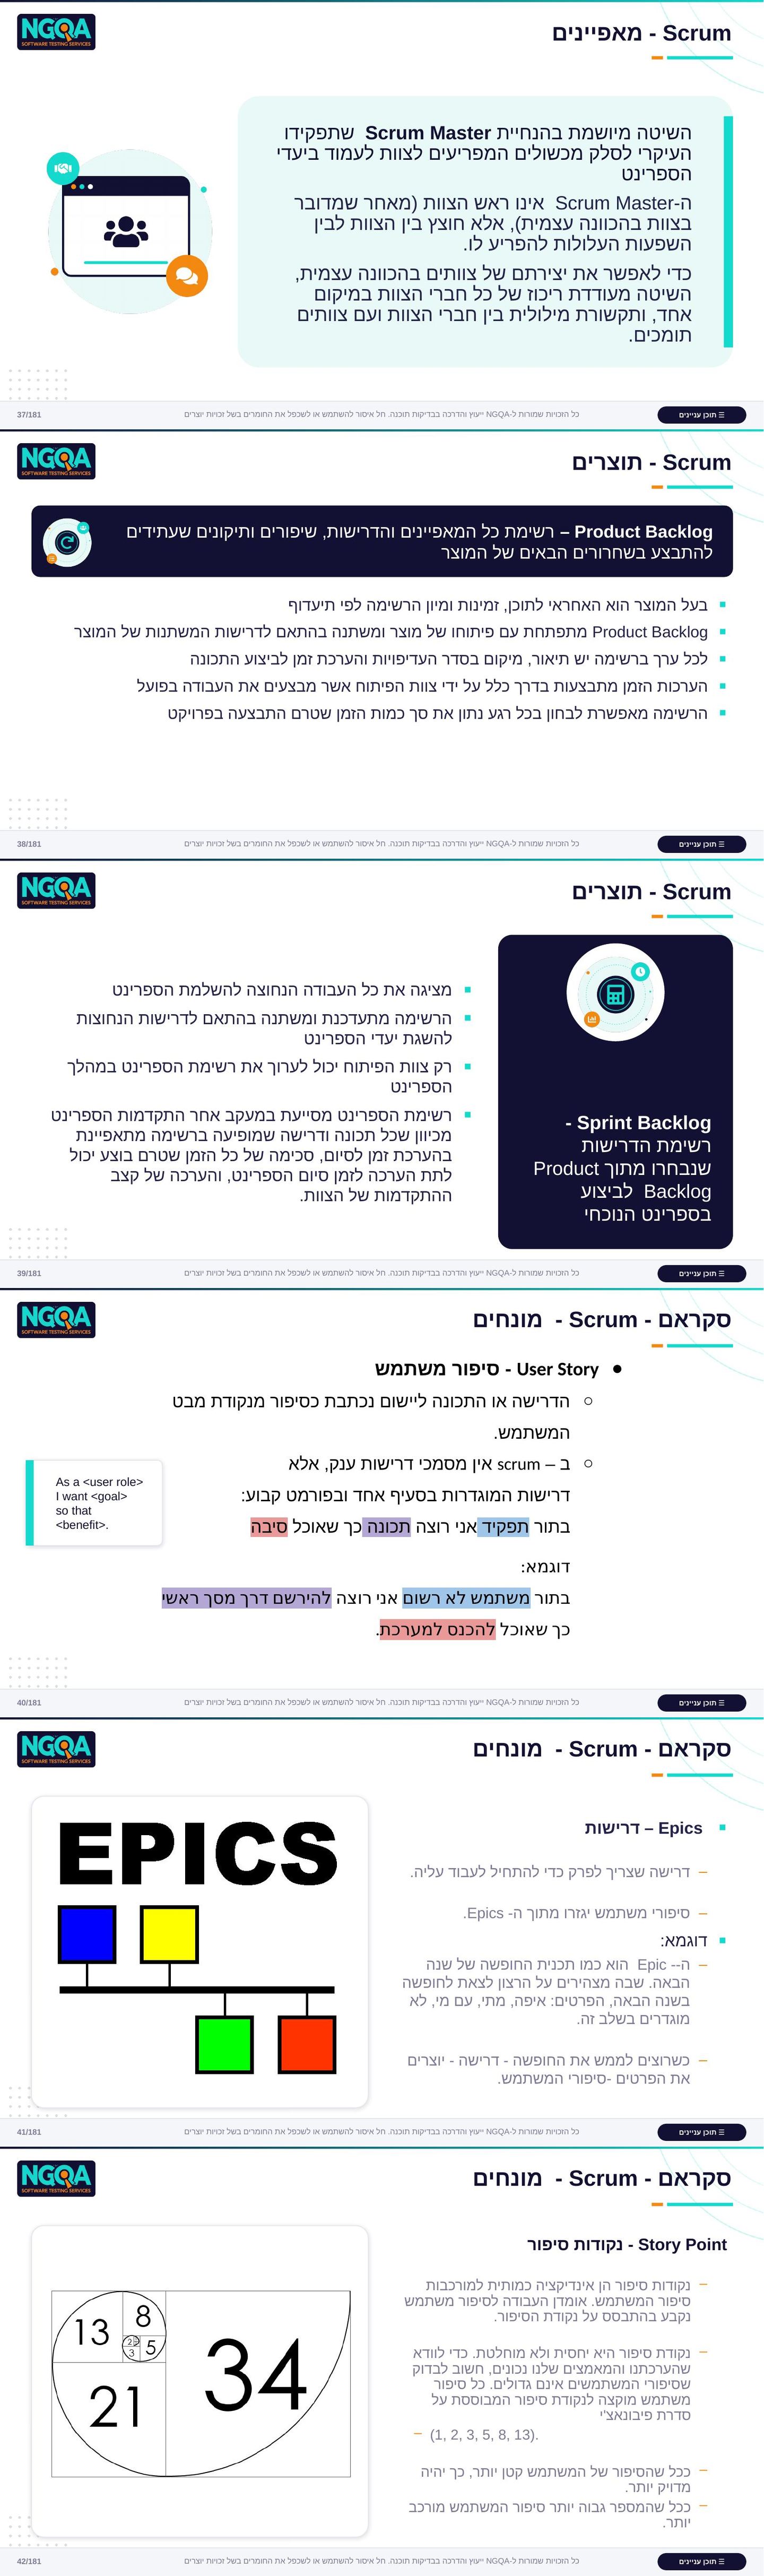 NGQA
SOFTWARE TESTING SERVICES
Scrum - מאפיינים
השיטה מיושמת בהנחיית Scrum Master שתפקידו
העיקרי לסלק מכשולים המפריעים לצוות לעמוד ביעדי
הספרינט
ה-Scrum Master אינו ראש הצוות (מאחר שמדובר
בצוות בהכוונה עצמית), אלא חוצץ בין הצוות לבין
השפעות העלולות להפריע לו.
כדי לאפשר את יצירתם של צוותים בהכוונה עצמית,
השיטה מעודדת ריכוז של כל חברי הצוות במיקום
אחד, ותקשורת מילולית בין חברי הצוות ועם צוותים
תומכים.
☰ תוכן עניינים
כל הזכויות שמורות ל-NGQA ייעוץ והדרכה בבדיקות תוכנה. חל איסור להשתמש או לשכפל את החומרים בשל זכויות יוצרים
37/181
NGQA
SOFTWARE TESTING SERVICES
Scrum - תוצרים
Product Backlog – רשימת כל המאפיינים והדרישות, שיפורים ותיקונים שעתידים
להתבצע בשחרורים הבאים של המוצר
▪ בעל המוצר הוא האחראי לתוכן, זמינות ומיון הרשימה לפי תיעדוף
▪ Product Backlog מתפתחת עם פיתוחו של מוצר ומשתנה בהתאם לדרישות המשתנות של המוצר
▪ לכל ערך ברשימה יש תיאור, מיקום בסדר העדיפויות והערכת זמן לביצוע התכונה
▪ הערכות הזמן מתבצעות בדרך כלל על ידי צוות הפיתוח אשר מבצעים את העבודה בפועל
▪ הרשימה מאפשרת לבחון בכל רגע נתון את סך כמות הזמן שטרם התבצעה בפרויקט
☰ תוכן עניינים
כל הזכויות שמורות ל-NGQA ייעוץ והדרכה בבדיקות תוכנה. חל איסור להשתמש או לשכפל את החומרים בשל זכויות יוצרים
38/181
NGQA
SOFTWARE TESTING SERVICES
Scrum - תוצרים
Sprint Backlog -
רשימת הדרישות
שנבחרו מתוך Product
Backlog לביצוע
בספרינט הנוכחי
▪ מציגה את כל העבודה הנחוצה להשלמת הספרינט
▪ הרשימה מתעדכנת ומשתנה בהתאם לדרישות הנחוצות
להשגת יעדי הספרינט
▪ רק צוות הפיתוח יכול לערוך את רשימת הספרינט במהלך
הספרינט
▪ רשימת הספרינט מסייעת במעקב אחר התקדמות הספרינט
מכיוון שכל תכונה ודרישה שמופיעה ברשימה מתאפיינת
בהערכת זמן לסיום, סכימה של כל הזמן שטרם בוצע יכול
לתת הערכה לזמן סיום הספרינט, והערכה של קצב
ההתקדמות של הצוות.
☰ תוכן עניינים
כל הזכויות שמורות ל-NGQA ייעוץ והדרכה בבדיקות תוכנה. חל איסור להשתמש או לשכפל את החומרים בשל זכויות יוצרים
39/181
NGQA
SOFTWARE TESTING SERVICES
סקראם - Scrum - מונחים
● User Story - סיפור משתמש
○ הדרישה או התכונה ליישום נכתבת כסיפור מנקודת מבט
המשתמש.
○ ב – scrum אין מסמכי דרישות ענק, אלא
דרישות המוגדרות בסעיף אחד ובפורמט קבוע:
בתור תפקיד אני רוצה תכונה כך שאוכל סיבה
דוגמא:
בתור משתמש לא רשום אני רוצה להירשם דרך מסך ראשי
כך שאוכל להכנס למערכת.
As a <user role>
I want <goal>
so that
<benefit>.
☰ תוכן עניינים
כל הזכויות שמורות ל-NGQA ייעוץ והדרכה בבדיקות תוכנה. חל איסור להשתמש או לשכפל את החומרים בשל זכויות יוצרים
40/181
NGQA
SOFTWARE TESTING SERVICES
סקראם - Scrum - מונחים
▪ Epics – דרישות
– דרישה שצריך לפרק כדי להתחיל לעבוד עליה.
– סיפורי משתמש יגזרו מתוך ה- Epics.
▪ דוגמא:
– ה-- Epic הוא כמו תכנית החופשה של שנה
הבאה. שבה מצהירים על הרצון לצאת לחופשה
בשנה הבאה, הפרטים: איפה, מתי, עם מי, לא
מוגדרים בשלב זה.
– כשרוצים לממש את החופשה - דרישה - יוצרים
את הפרטים -סיפורי המשתמש.
EPICS
☰ תוכן עניינים
כל הזכויות שמורות ל-NGQA ייעוץ והדרכה בבדיקות תוכנה. חל איסור להשתמש או לשכפל את החומרים בשל זכויות יוצרים
41/181
NGQA
SOFTWARE TESTING SERVICES
סקראם - Scrum - מונחים
Story Point - נקודות סיפור
– נקודות סיפור הן אינדיקציה כמותית למורכבות
סיפור המשתמש. אומדן העבודה לסיפור משתמש
נקבע בהתבסס על נקודת הסיפור.
– נקודת סיפור היא יחסית ולא מוחלטת. כדי לוודא
שהערכתנו והמאמצים שלנו נכונים, חשוב לבדוק
שסיפורי המשתמשים אינם גדולים. כל סיפור
משתמש מוקצה לנקודת סיפור המבוססת על
סדרת פיבונאצ'י
– (1, 2, 3, 5, 8, 13).
– ככל שהסיפור של המשתמש קטן יותר, כך יהיה
מדויק יותר.
– ככל שהמספר גבוה יותר סיפור המשתמש מורכב
יותר.
13
8
2
3
5
21
34
☰ תוכן עניינים
כל הזכויות שמורות ל-NGQA ייעוץ והדרכה בבדיקות תוכנה. חל איסור להשתמש או לשכפל את החומרים בשל זכויות יוצרים
42/181